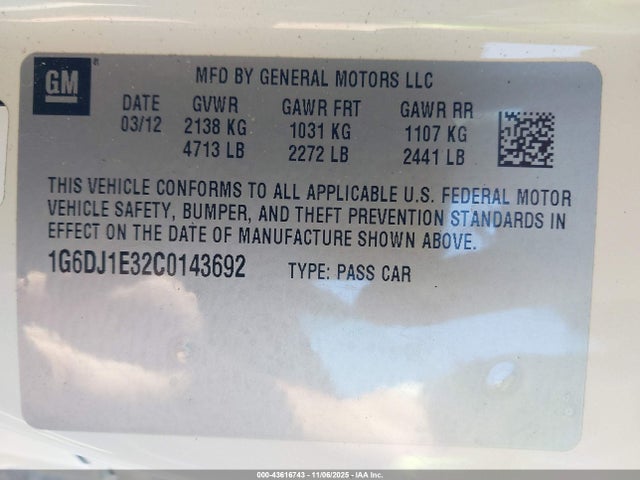 GM®
MFD BY GENERAL MOTORS LLC
DATE GVWR GAWR FRT GAWR RR
03/12 2138 KG 1031 KG 1107 KG
4713 LB 2272 LB 2441 LB
THIS VEHICLE CONFORMS TO ALL APPLICABLE U.S. FEDERAL MOTOR
VEHICLE SAFETY, BUMPER, AND THEFT PREVENTION STANDARDS IN
EFFECT ON THE DATE OF MANUFACTURE SHOWN ABOVE.
1G6DJ1E32C0143692 TYPE: PASS CAR
000-43616743 - 11/06/2025 - IAA Inc.